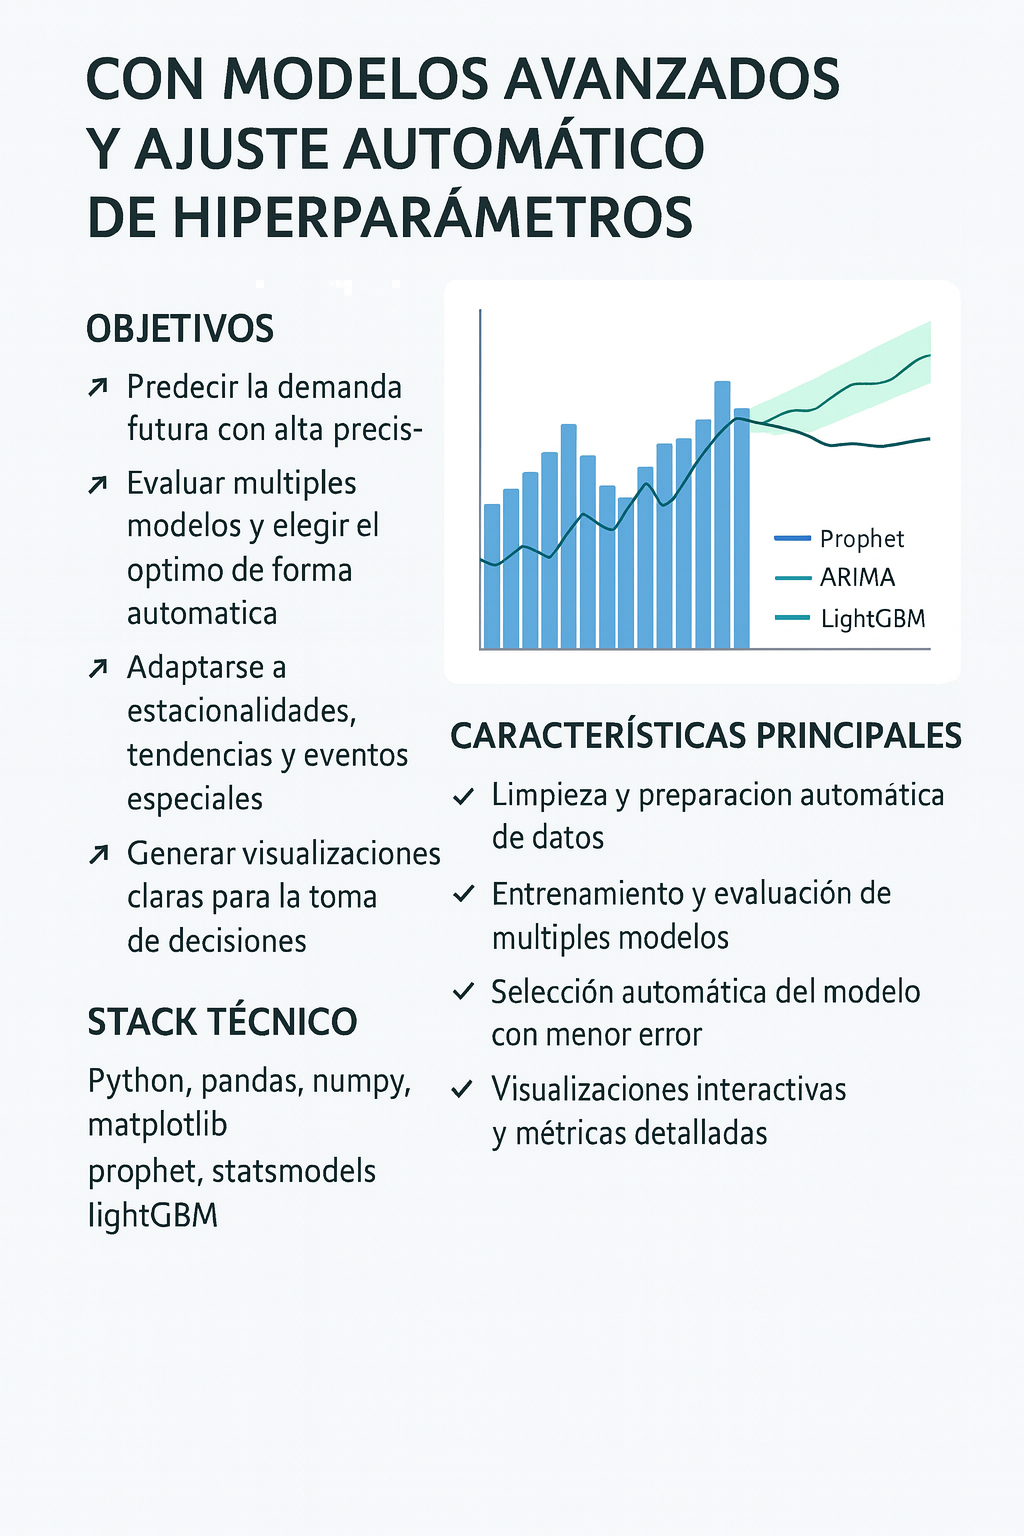 CON MODELOS AVANZADOS
Y AJUSTE AUTOMÁTICO
DE HIPERPARÁMETROS
OBJETIVOS
Predecir la demanda
futura con alta precis-
Evaluar multiples
modelos y elegir el
optimo de forma
automatica
Adaptarse a
estacionalidades,
tendencias y eventos
especiales
Generar visualizaciones
claras para la toma
de decisiones
STACK TÉCNICO
Python, pandas, numpy,
matplotlib
prophet, statsmodels
lightGBM
Prophet
ARIMA
LightGBM
CARACTERÍSTICAS PRINCIPALES
Limpieza y preparacion automática
de datos
Entrenamiento y evaluación de
multiples modelos
Selección automática del modelo
con menor error
Visualizaciones interactivas
y métricas detalladas